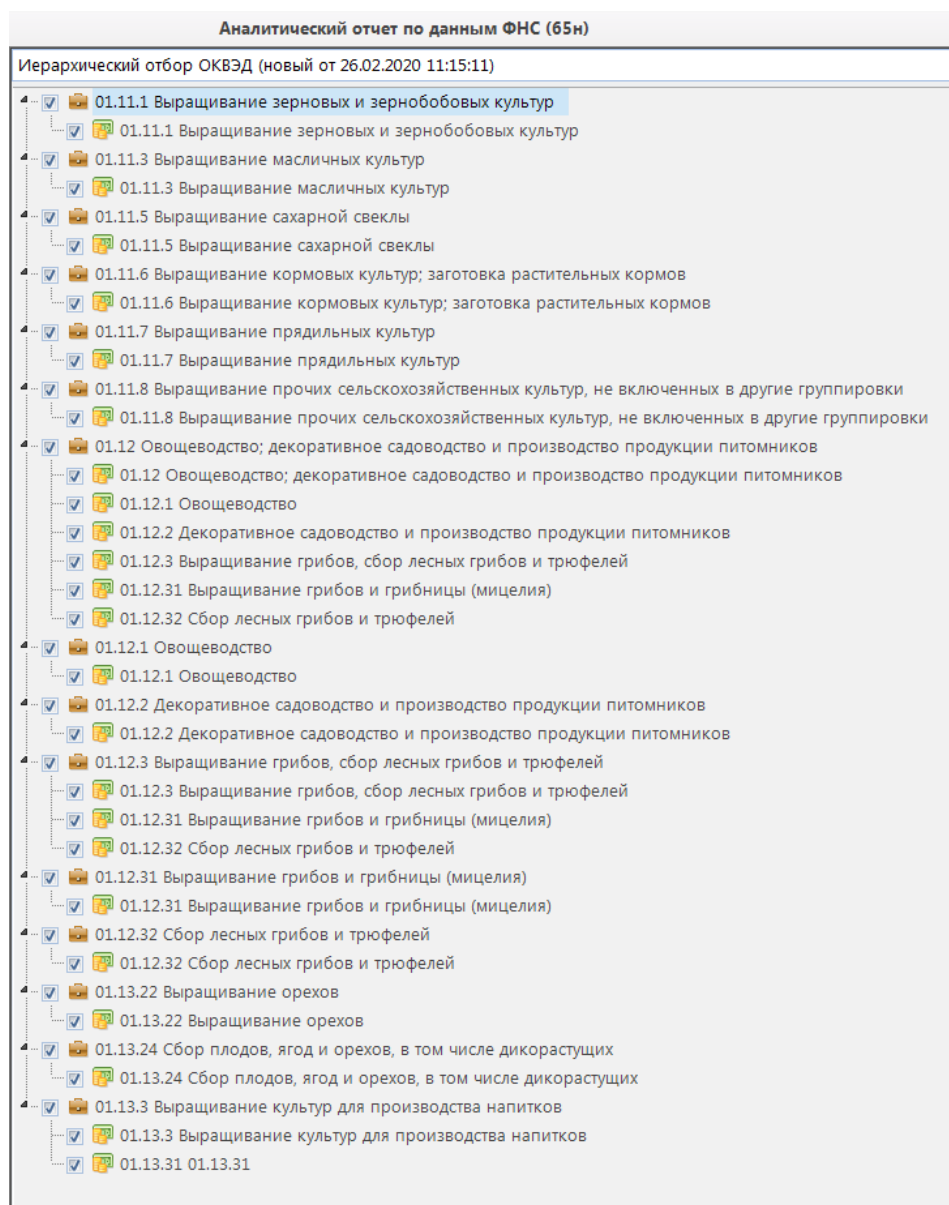 Аналитический отчет по данным ФНС (65н)
Иерархический отбор ОКВЭД (новый от 26.02.2020 11:15:11)
01.11.1 Выращивание зерновых и зернобобовых культур
01.11.1 Выращивание зерновых и зернобобовых культур
01.11.3 Выращивание масличных культур
01.11.3 Выращивание масличных культур
01.11.5 Выращивание сахарной свеклы
01.11.5 Выращивание сахарной свеклы
01.11.6 Выращивание кормовых культур; заготовка растительных кормов
01.11.6 Выращивание кормовых культур; заготовка растительных кормов
01.11.7 Выращивание прядильных культур
01.11.7 Выращивание прядильных культур
01.11.8 Выращивание прочих сельскохозяйственных культур, не включенных в другие группировки
01.11.8 Выращивание прочих сельскохозяйственных культур, не включенных в другие группировки
01.12 Овощеводство; декоративное садоводство и производство продукции питомников
01.12 Овощеводство; декоративное садоводство и производство продукции питомников
01.12.1 Овощеводство
01.12.2 Декоративное садоводство и производство продукции питомников
01.12.3 Выращивание грибов, сбор лесных грибов и трюфелей
01.12.31 Выращивание грибов и грибницы (мицелия)
01.12.32 Сбор лесных грибов и трюфелей
01.12.1 Овощеводство
01.12.1 Овощеводство
01.12.2 Декоративное садоводство и производство продукции питомников
01.12.2 Декоративное садоводство и производство продукции питомников
01.12.3 Выращивание грибов, сбор лесных грибов и трюфелей
01.12.3 Выращивание грибов, сбор лесных грибов и трюфелей
01.12.31 Выращивание грибов и грибницы (мицелия)
01.12.32 Сбор лесных грибов и трюфелей
01.12.31 Выращивание грибов и грибницы (мицелия)
01.12.31 Выращивание грибов и грибницы (мицелия)
01.12.32 Сбор лесных грибов и трюфелей
01.12.32 Сбор лесных грибов и трюфелей
01.13.22 Выращивание орехов
01.13.22 Выращивание орехов
01.13.24 Сбор плодов, ягод и орехов, в том числе дикорастущих
01.13.24 Сбор плодов, ягод и орехов, в том числе дикорастущих
01.13.3 Выращивание культур для производства напитков
01.13.3 Выращивание культур для производства напитков
01.13.31 01.13.31